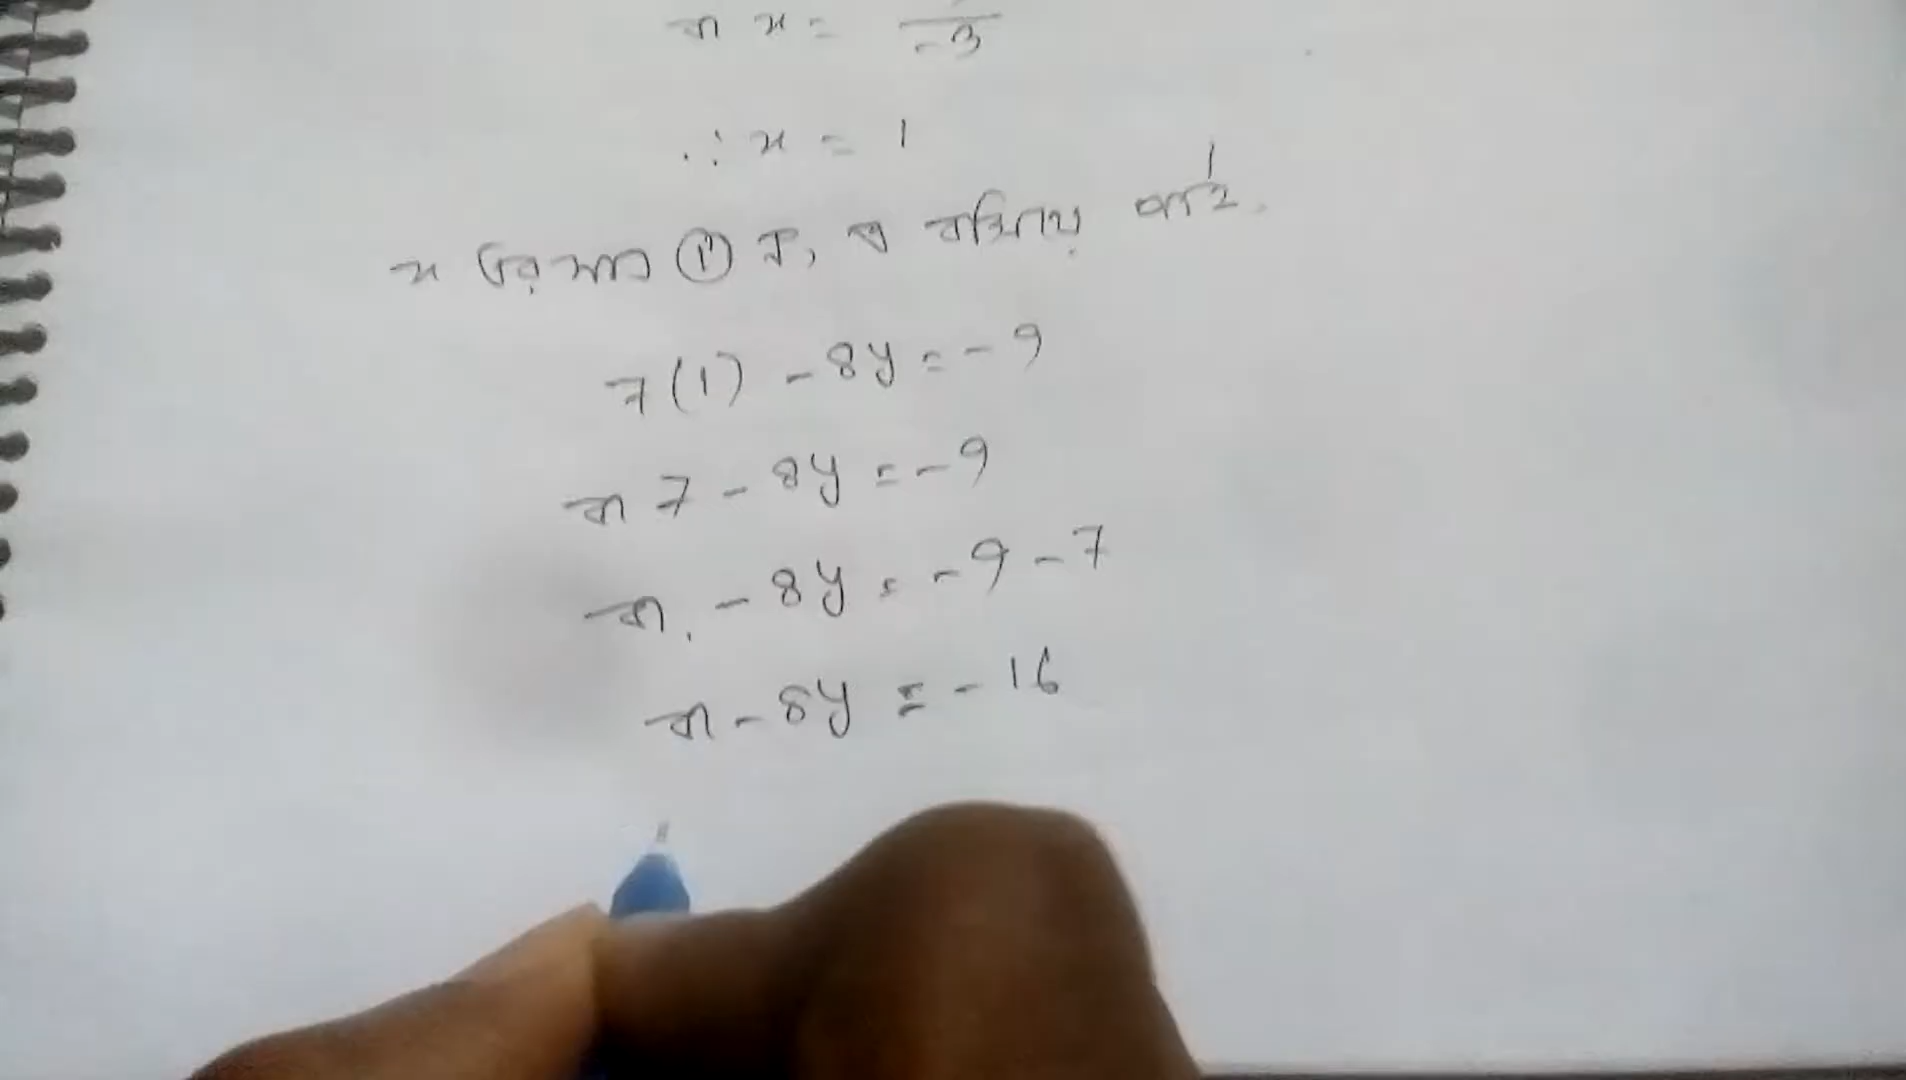 বা x = -3
∴ x = 1
x এর মান ① এ বসিয়ে পাই
7(1) - 8y = -9
বা 7 - 8y = -9
বা, - 8y = -9 - 7
বা - 8y = - 16